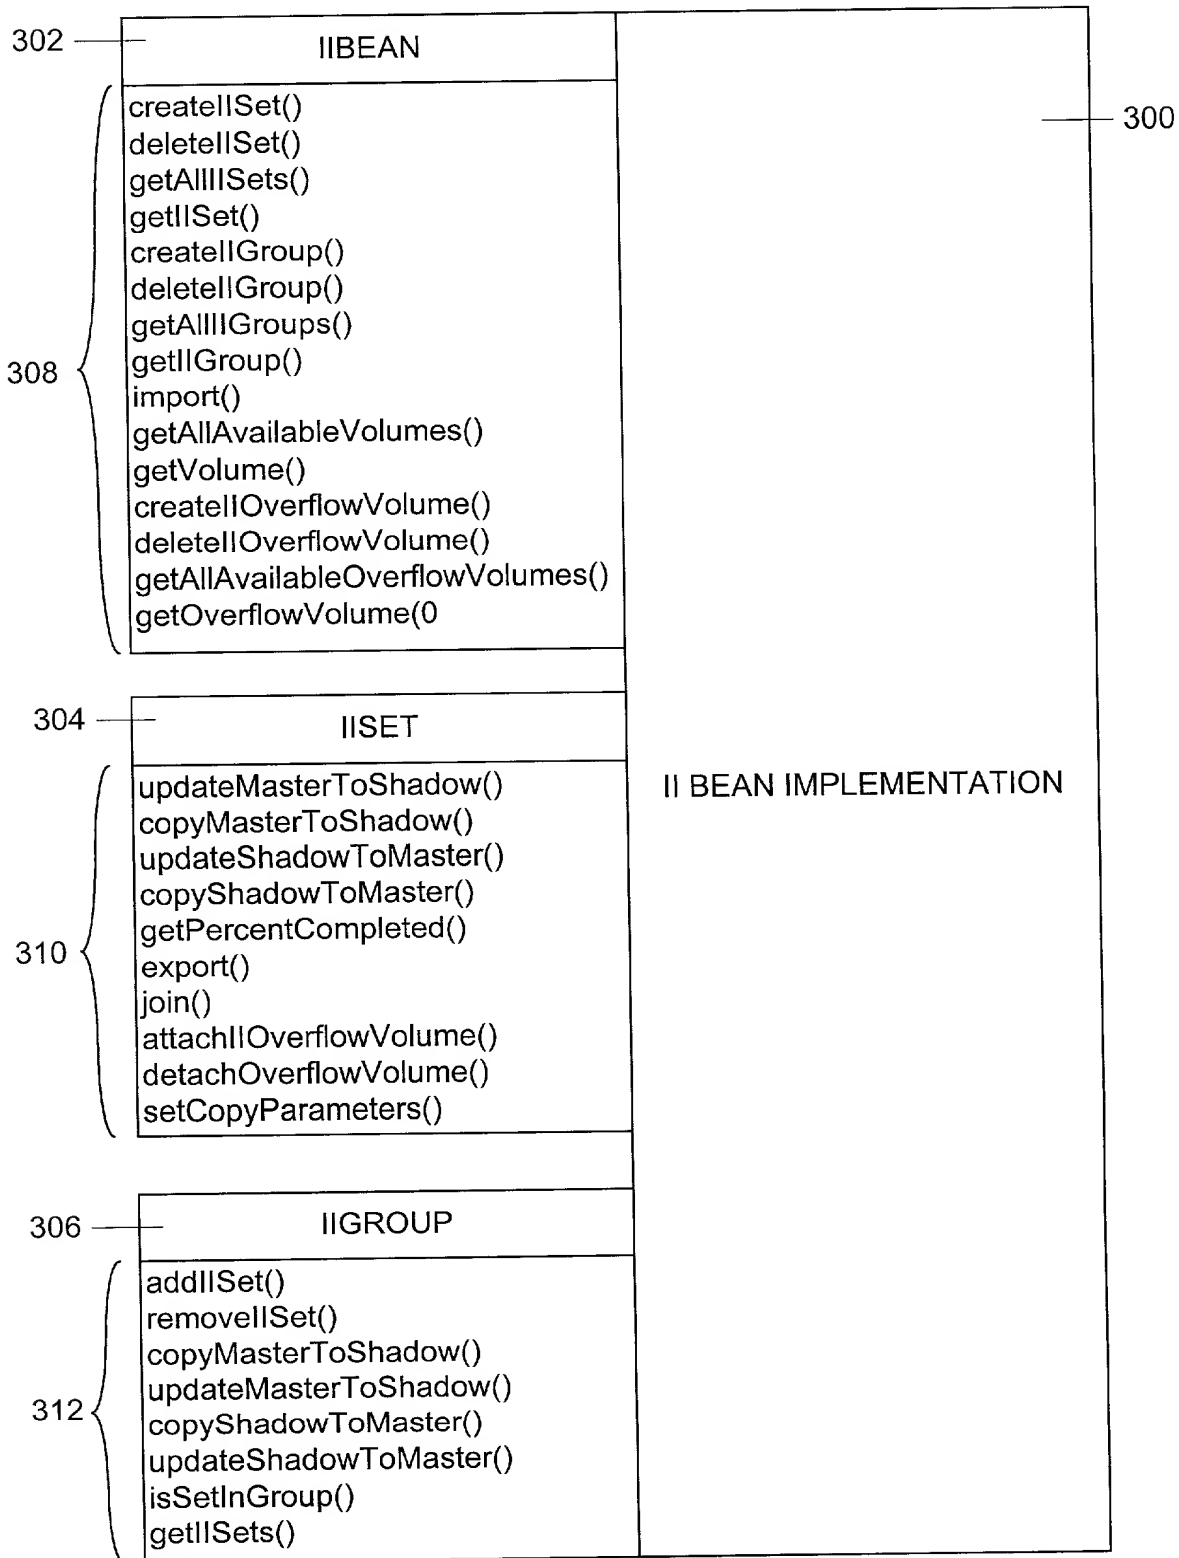 302
IIBEAN
300
308
createIISet()
deleteIISet()
getAllIISets()
getIISet()
createIIGroup()
deleteIIGroup()
getAllIIGroups()
getIIGroup()
import()
getAllAvailableVolumes()
getVolume()
createIIOverflowVolume()
deleteIIOverflowVolume()
getAllAvailableOverflowVolumes()
getOverflowVolume(0
304
IISET
II BEAN IMPLEMENTATION
310
updateMasterToShadow()
copyMasterToShadow()
updateShadowToMaster()
copyShadowToMaster()
getPercentCompleted()
export()
join()
attachIIOverflowVolume()
detachOverflowVolume()
setCopyParameters()
306
IIGROUP
312
addIISet()
removeIISet()
copyMasterToShadow()
updateMasterToShadow()
copyShadowToMaster()
updateShadowToMaster()
isSetInGroup()
getIISets()